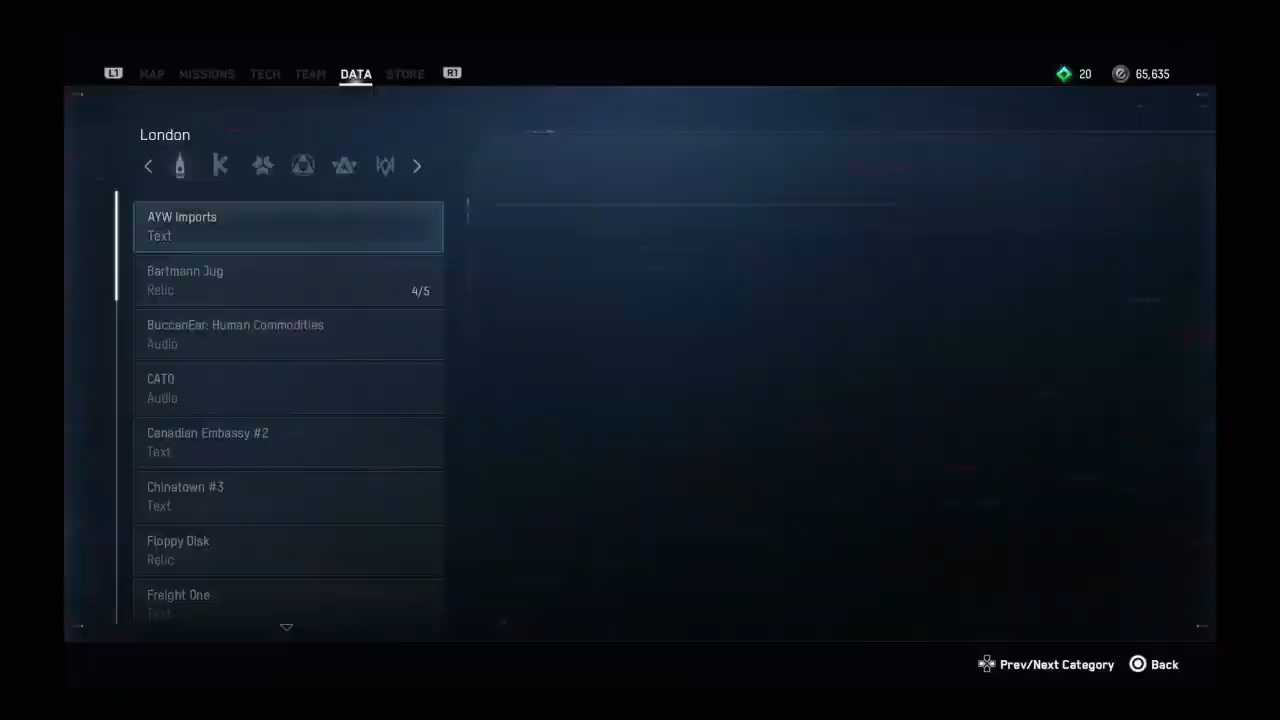 L1 MAP MISSIONS TECH TEAM DATA STORE R1
20 65,635
London
AYW Imports
Text
Bartmann Jug
Relic 4/5
BuccanEar: Human Commodities
Audio
CATO
Audio
Canadian Embassy #2
Text
Chinatown #3
Text
Floppy Disk
Relic
Freight One
Text
Prev/Next Category Back